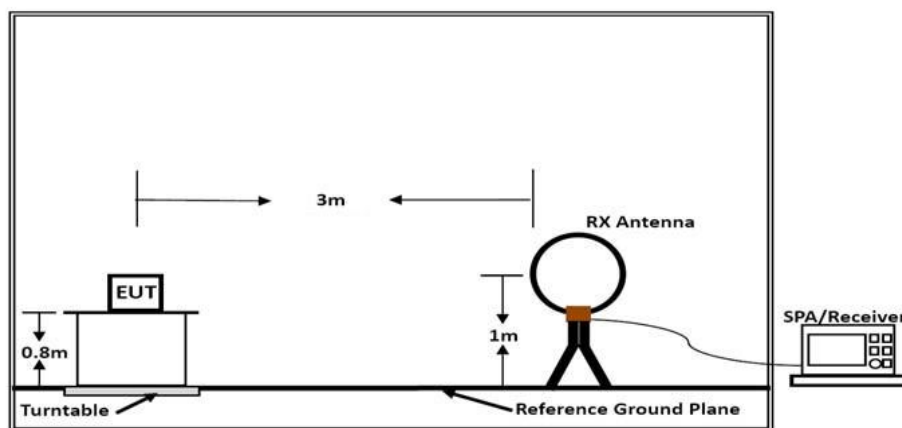 3m
RX Antenna
EUT
SPA/Receiver
0.8m
1m
Turntable
Reference Ground Plane